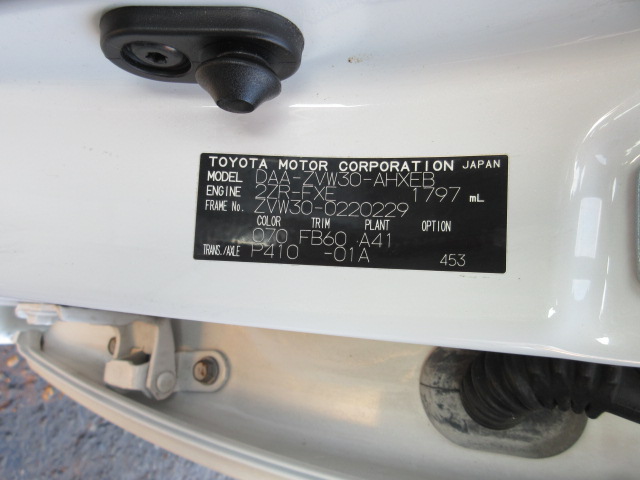 TOYOTA MOTOR CORPORATION JAPAN
MODEL DAA-ZVW30-AHXEB
ENGINE 2ZR-FXE 1797 mL
FRAME No. ZVW30-0220229
COLOR TRIM PLANT OPTION
070 FB60 A41
TRANS./AXLE P410 -01A 453